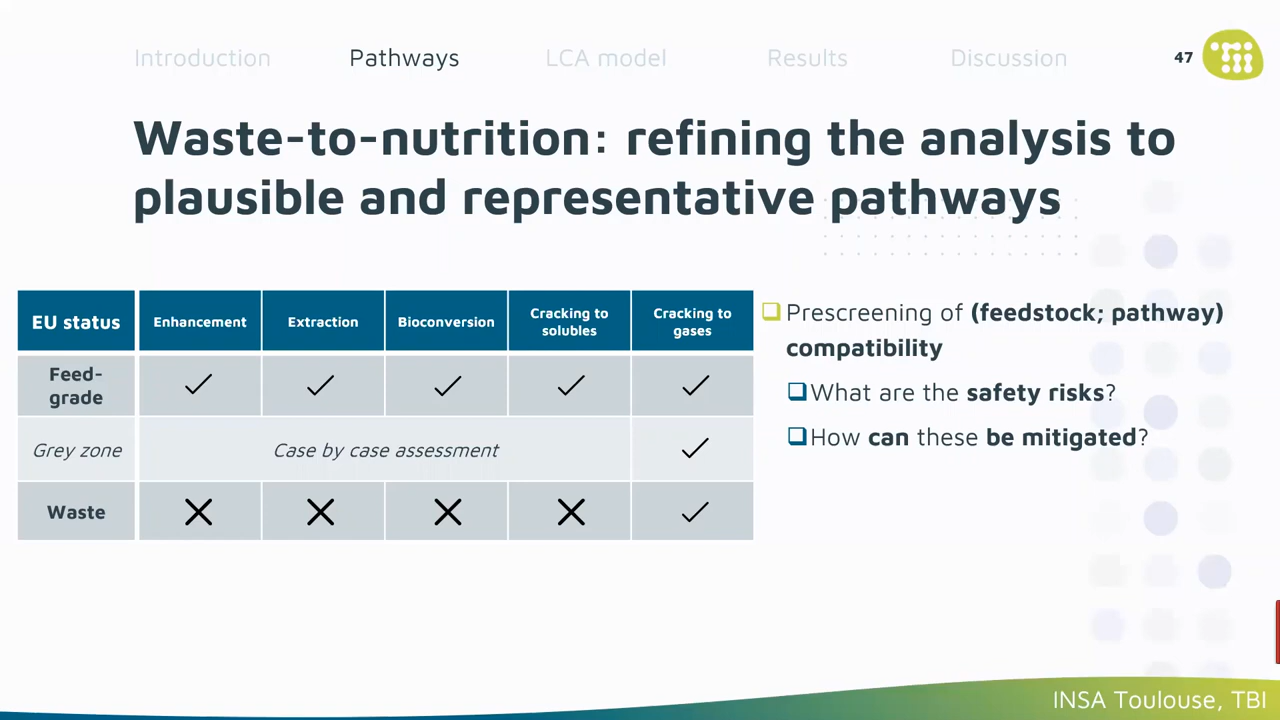 Introduction Pathways LCA model Results Discussion 47
Waste-to-nutrition: refining the analysis to
plausible and representative pathways
EU status Enhancement Extraction Bioconversion Cracking to solubles Cracking to gases
Feed-grade ✓ ✓ ✓ ✓ ✓
Grey zone Case by case assessment ✓
Waste ✕ ✕ ✕ ✕ ✓
Prescreening of (feedstock; pathway)
compatibility
What are the safety risks?
How can these be mitigated?
INSA Toulouse, TBI